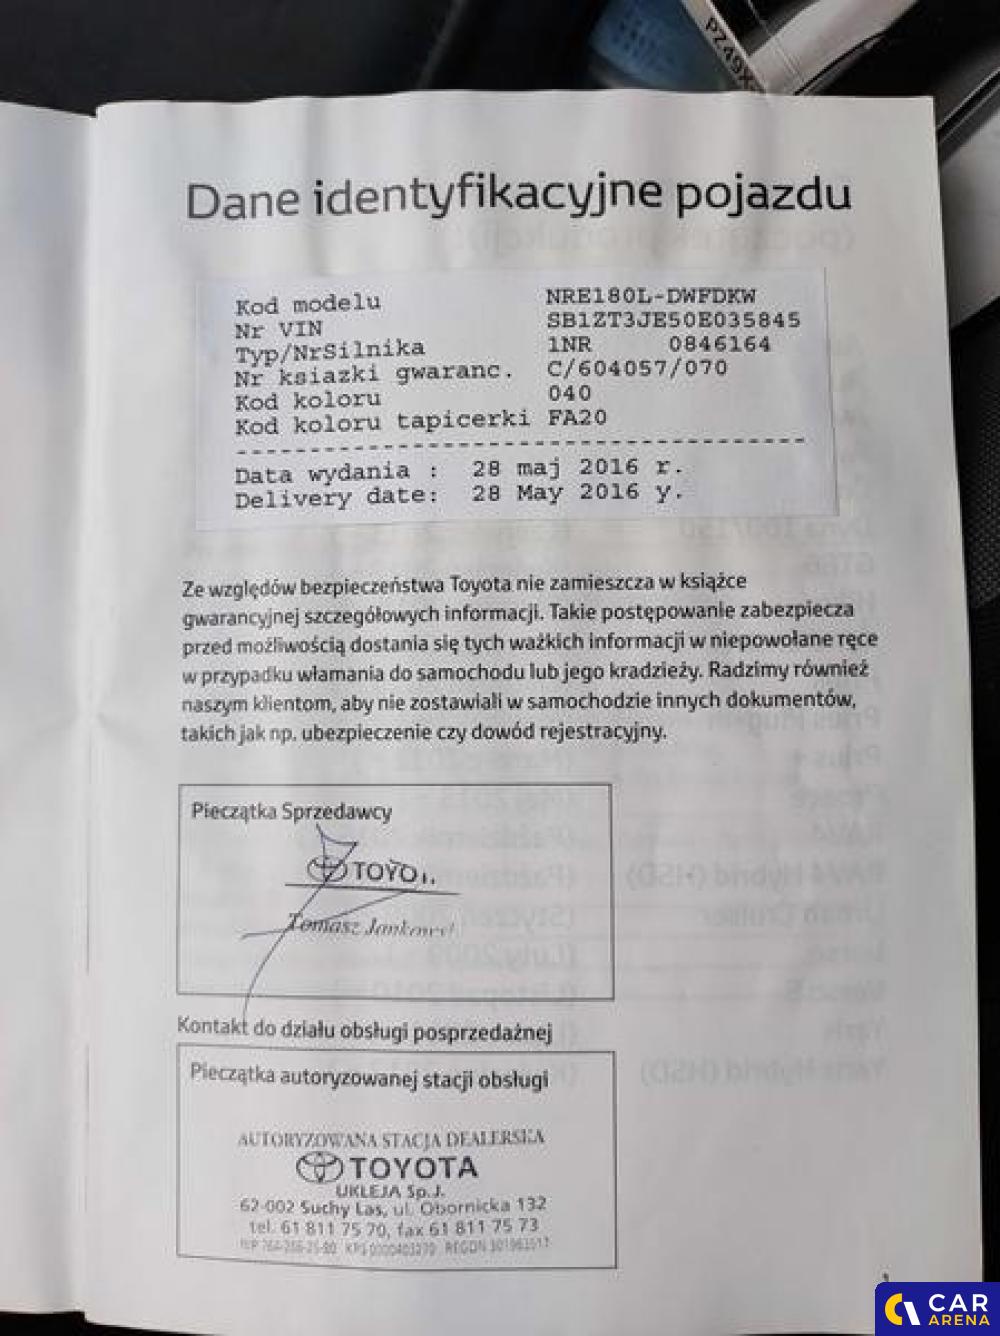 PZ49X
Dane identyfikacyjne pojazdu
Kod modelu NRE180L-DWFDKW
Nr VIN SB1ZT3JE50E035845
Typ/NrSilnika 1NR 0846164
Nr ksiazki gwaranc. C/604057/070
Kod koloru 040
Kod koloru tapicerki FA20
Data wydania : 28 maj 2016 r.
Delivery date: 28 May 2016 y.
Ze względów bezpieczeństwa Toyota nie zamieszcza w książce
gwarancyjnej szczegółowych informacji. Takie postępowanie zabezpiecza
przed możliwością dostania się tych ważkich informacji w niepowołane ręce
w przypadku włamania do samochodu lub jego kradzieży. Radzimy również
naszym klientom, aby nie zostawiali w samochodzie innych dokumentów,
takich jak np. ubezpieczenie czy dowód rejestracyjny.
Pieczątka Sprzedawcy
Tomasz
Kontakt do działu obsługi posprzedażnej
Pieczątka autoryzowanej stacji obsługi
AUTORYZOWANA STACJA DEALERSKA
TOYOTA
UKLEJA Sp.J.
62-002 Suchy Las, ul. Obornicka 132
tel. 61 811 75 70, fax 61 811 75 73
CAR
ARENA